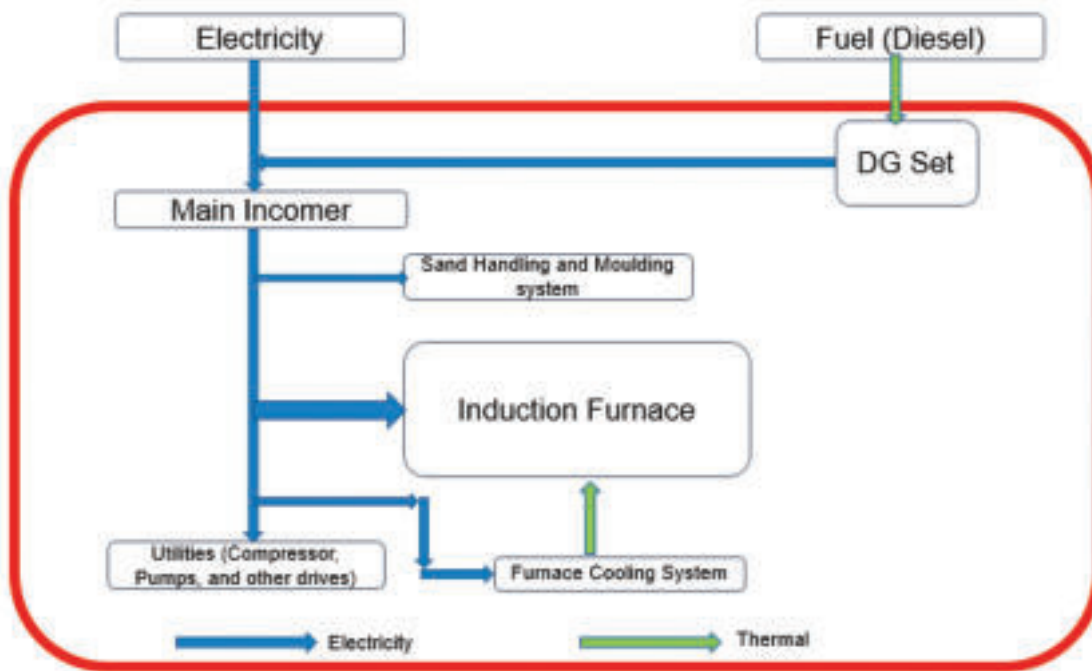 Electricity
Fuel (Diesel)
DG Set
Main Incomer
Sand Handling and Moulding
system
Induction Furnace
Utilities (Compressor,
Pumps, and other drives)
Furnace Cooling System
Electricity
Thermal